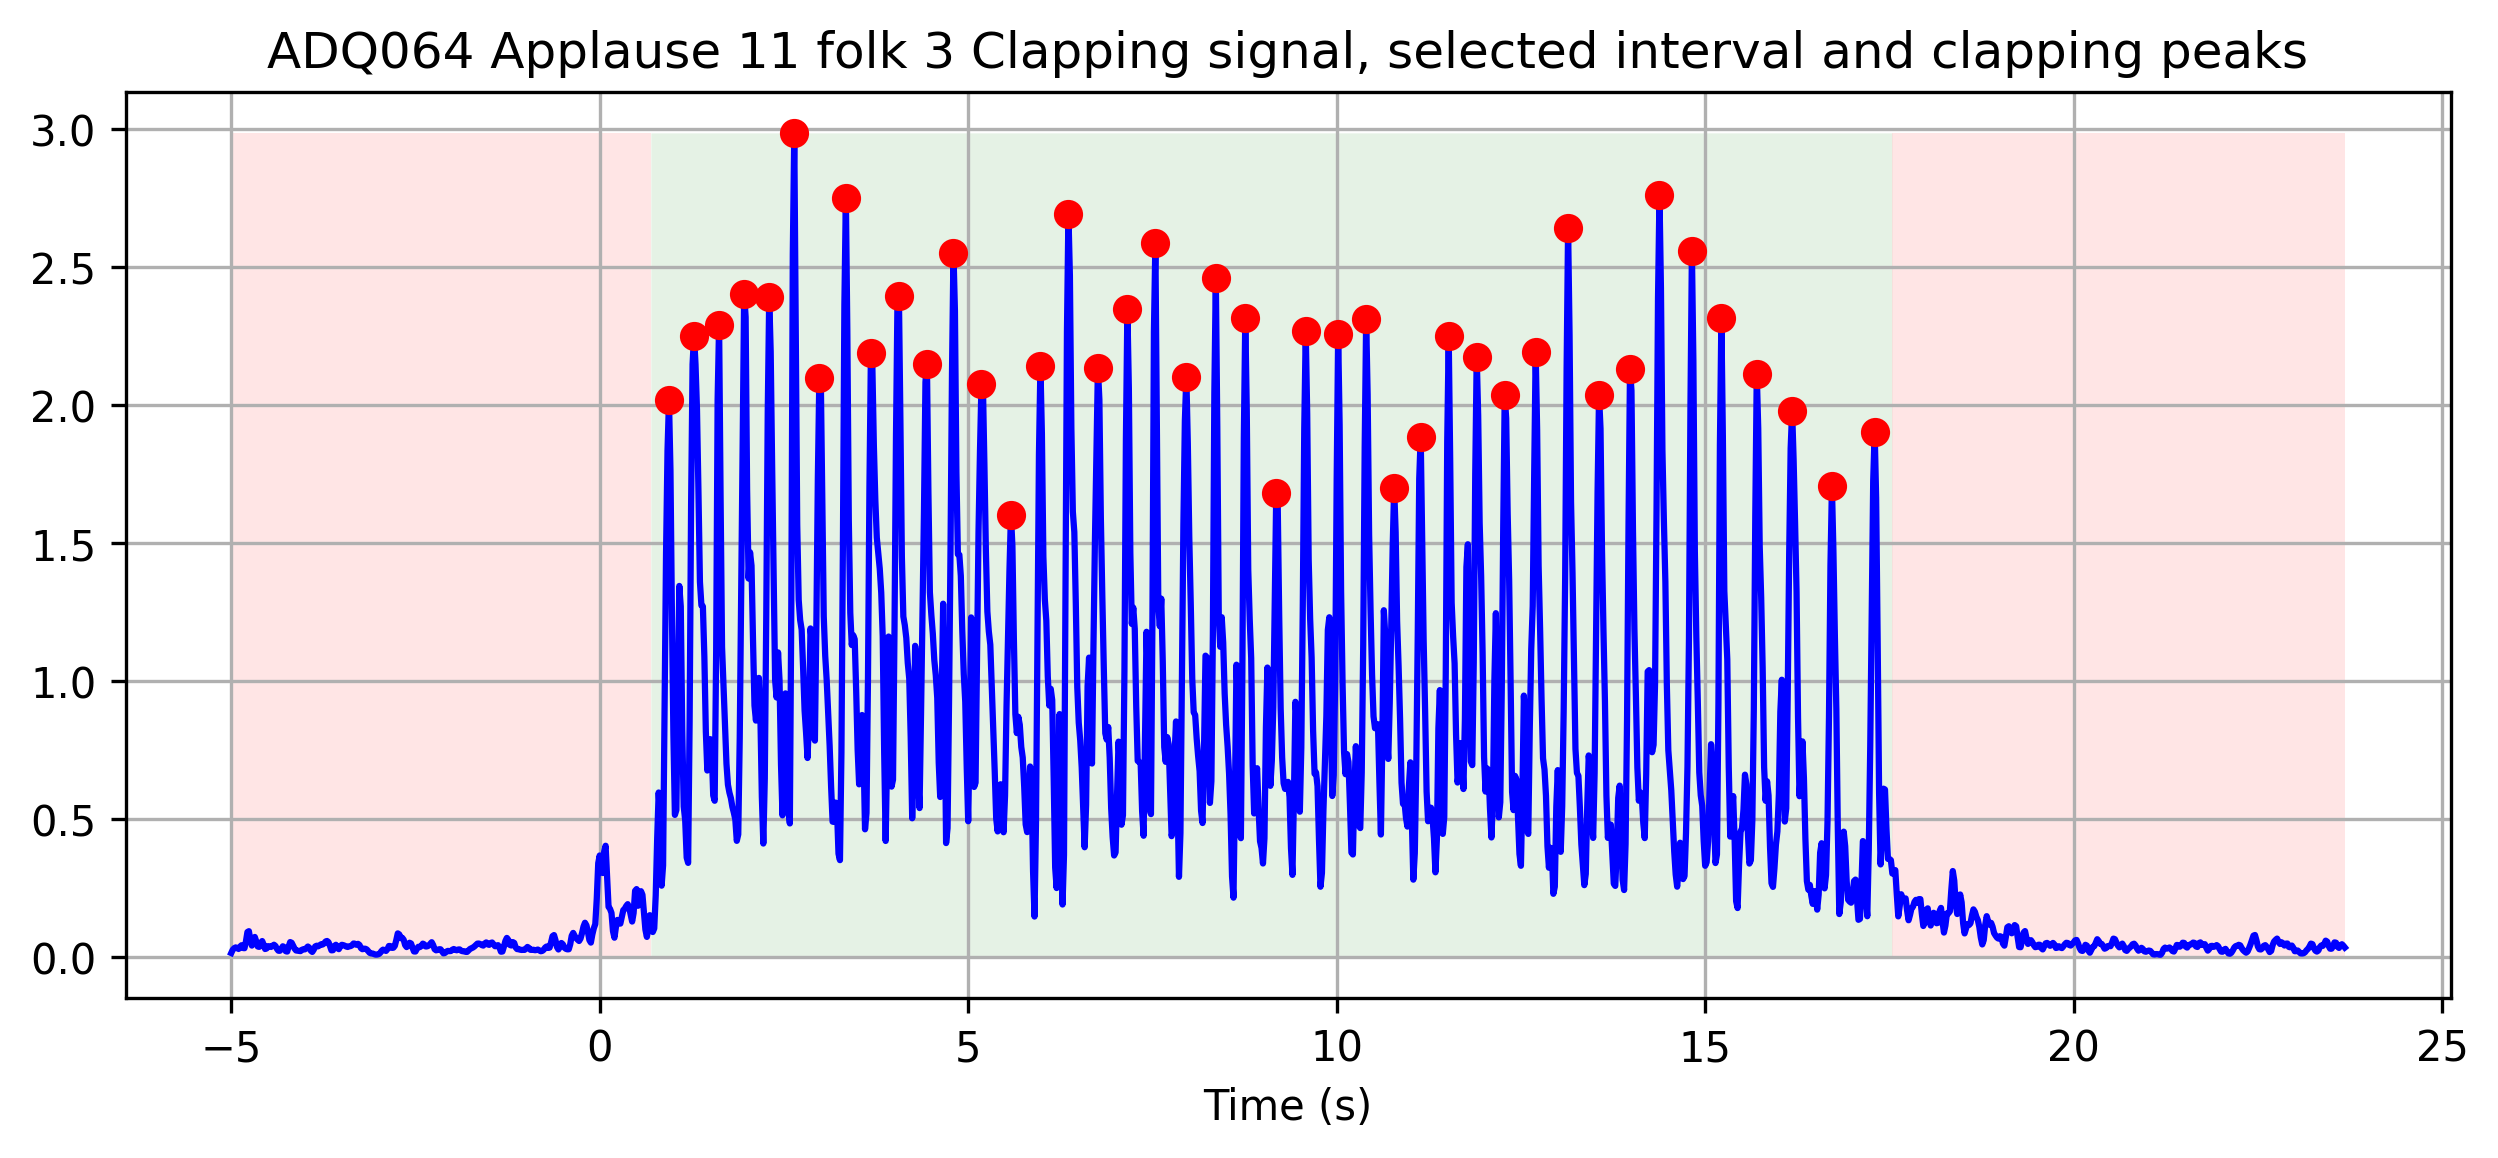 ADQ064 Applause 11 folk 3 Clapping signal, selected interval and clapping peaks
3.0
2.5
2.0
1.5
1.0
0.5
0.0
−5 0 5 10 15 20 25
Time (s)